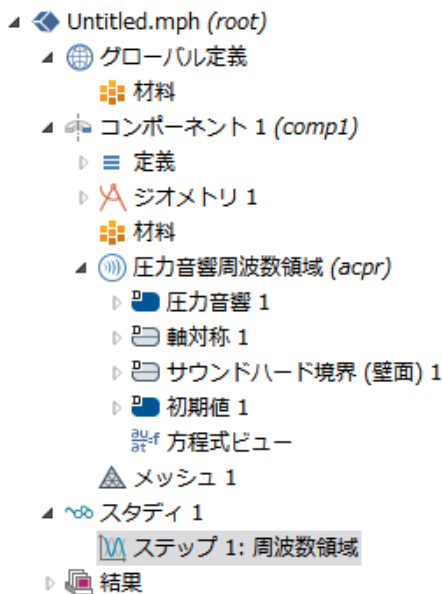 Untitled.mph (root)
グローバル定義
材料
コンポーネント 1 (comp1)
定義
ジオメトリ 1
材料
圧力音響周波数領域 (acpr)
圧力音響 1
軸対称 1
サウンドハード境界 (壁面) 1
初期値 1
方程式ビュー
メッシュ 1
スタディ 1
ステップ 1: 周波数領域
結果